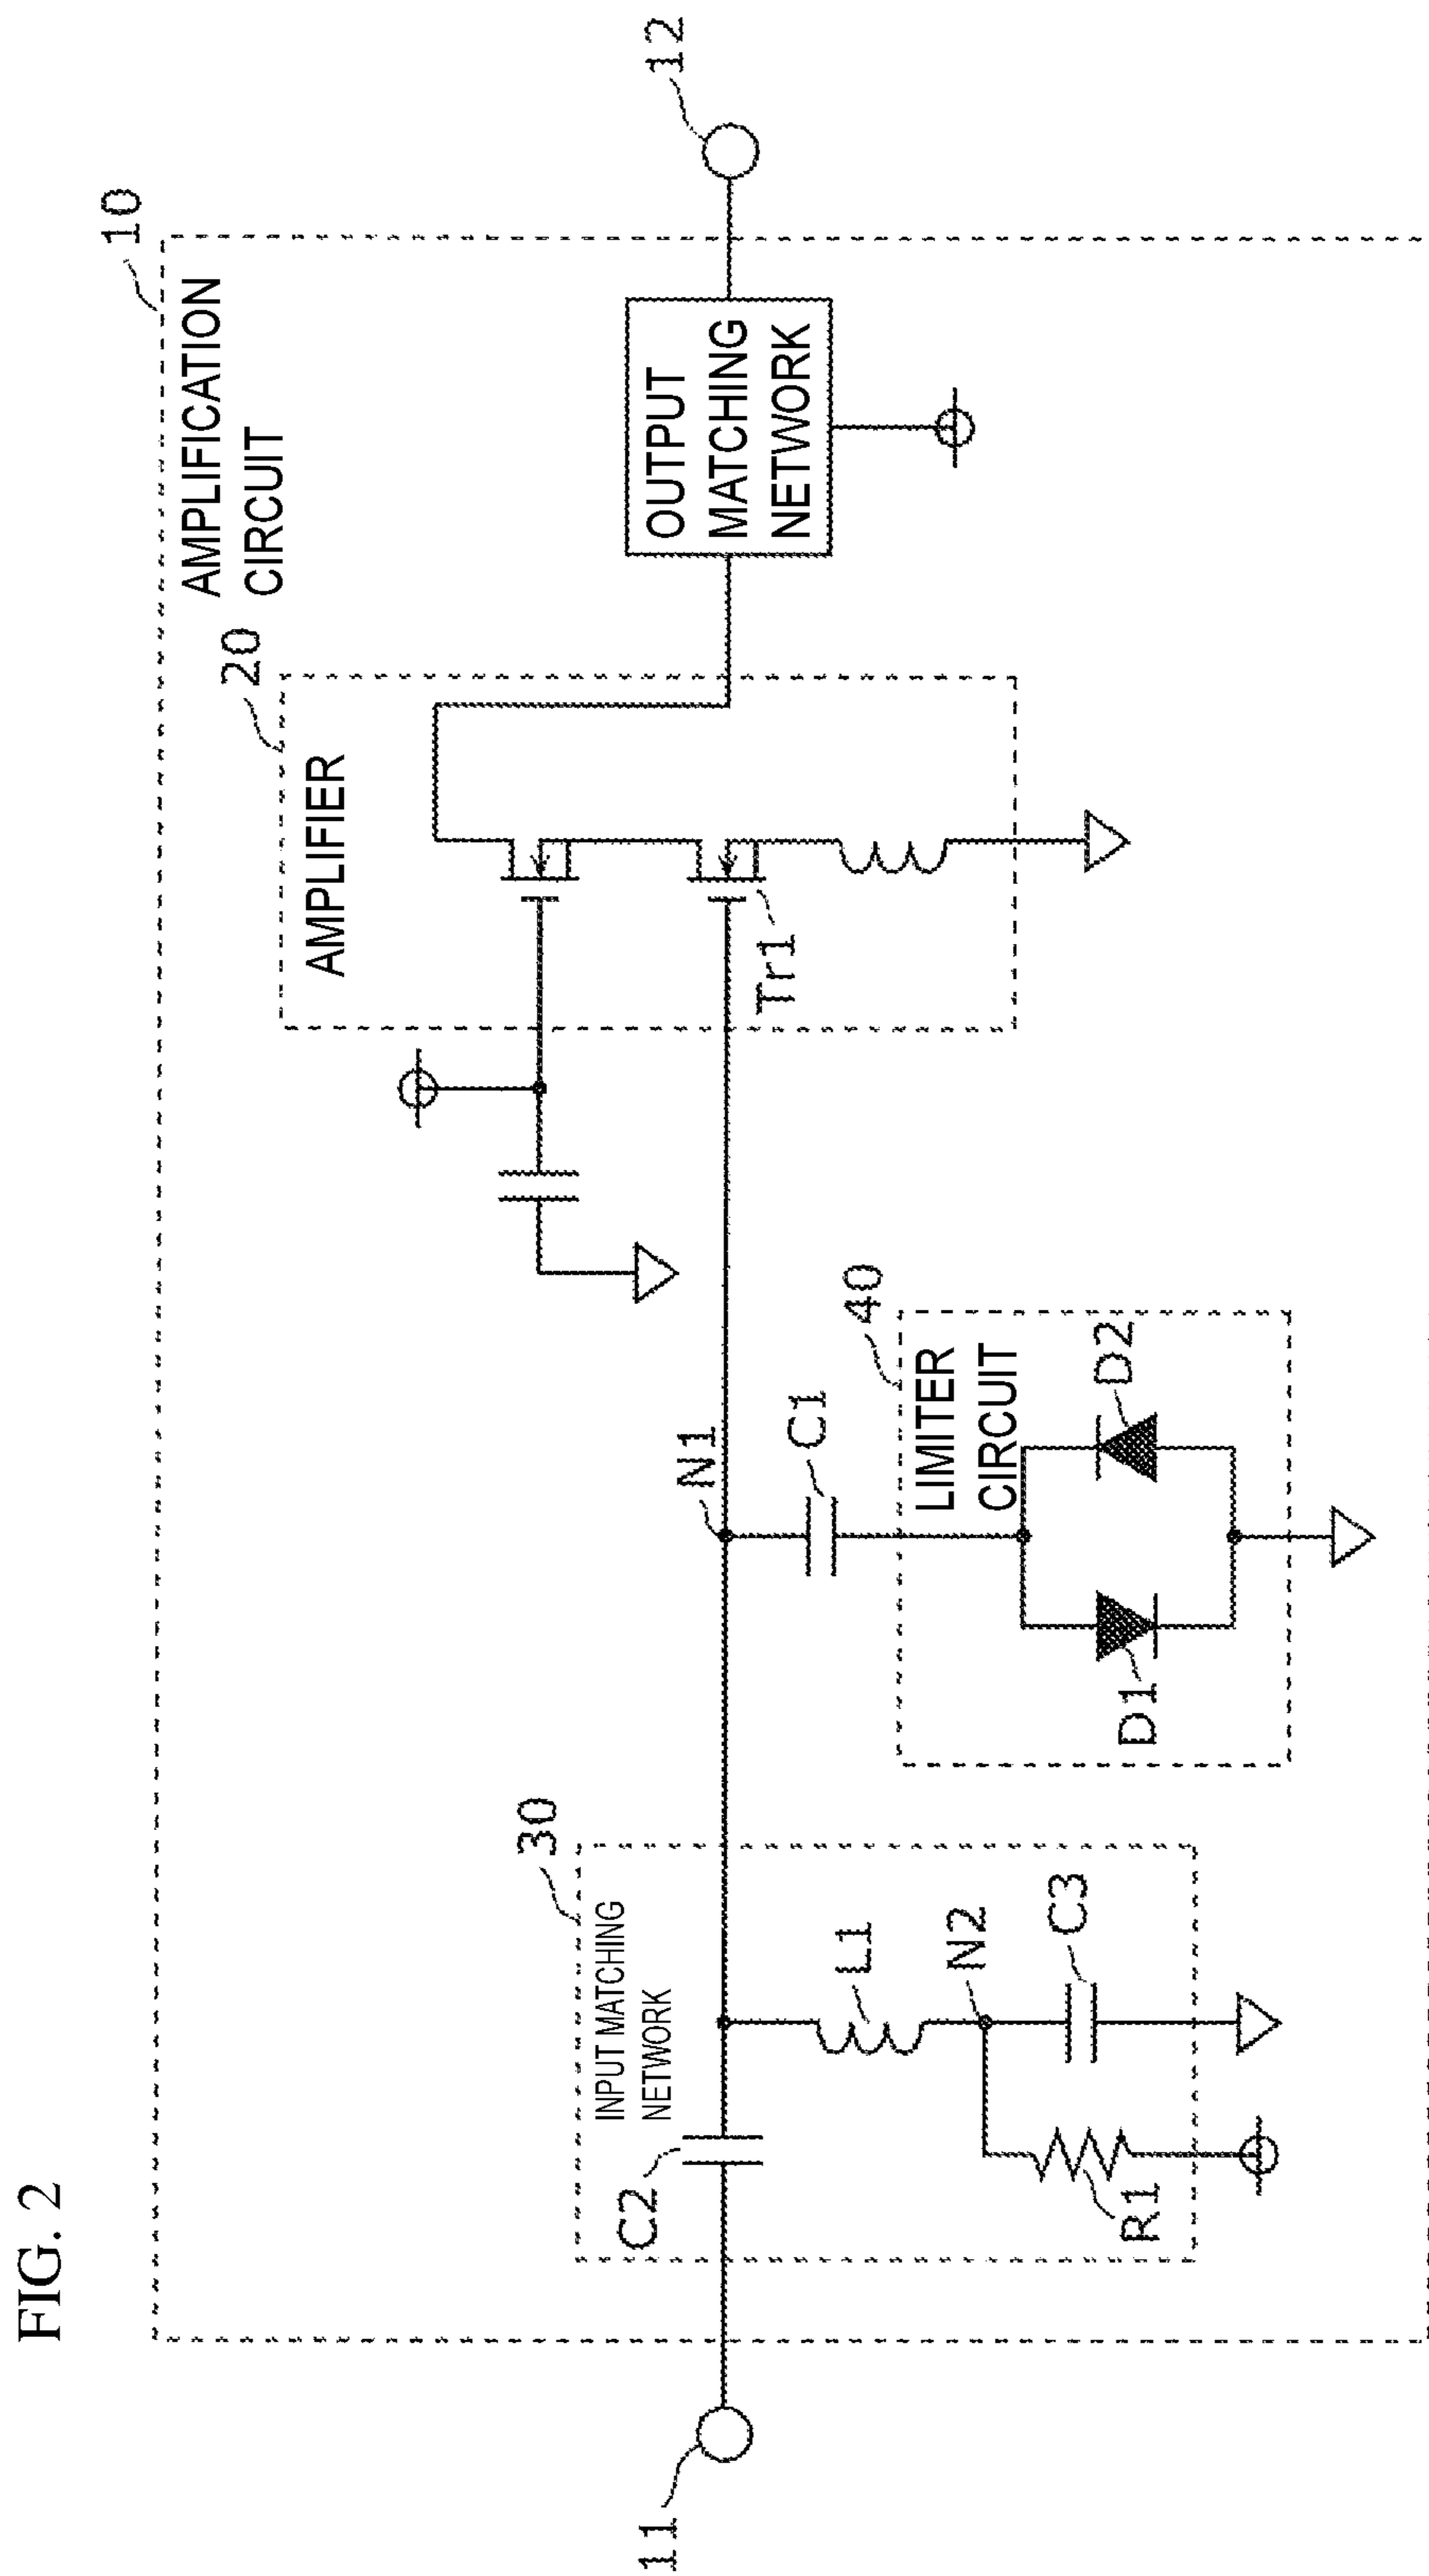 FIG. 2
10
AMPLIFICATION
CIRCUIT
20
AMPLIFIER
Tr1
OUTPUT
MATCHING
NETWORK
12
30
INPUT MATCHING
NETWORK
C2
L1
N2
C3
R1
11
N1
C1
40
LIMITER
CIRCUIT
D1
D2